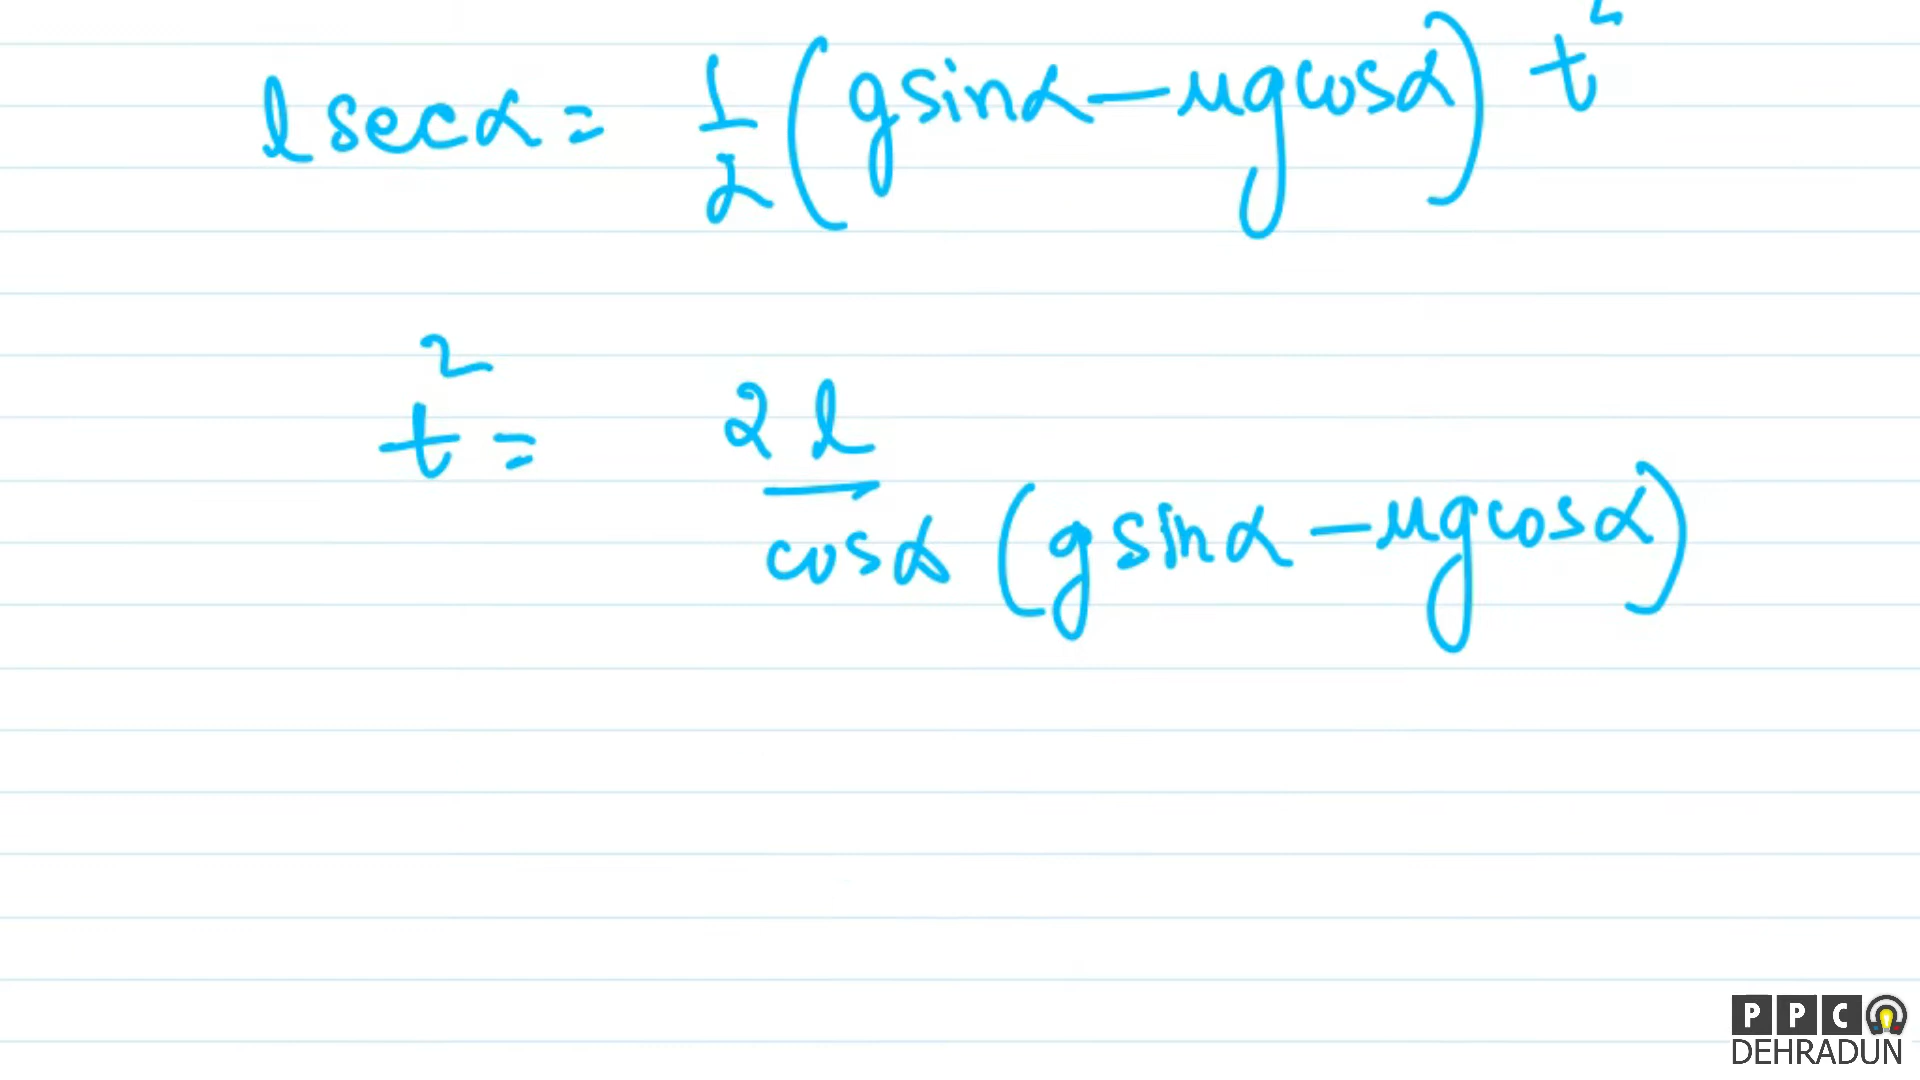 l secα = 1/2 (g sinα − μg cosα) t²
t² = 2l / cosα (g sinα − μg cosα)
PPC
DEHRADUN